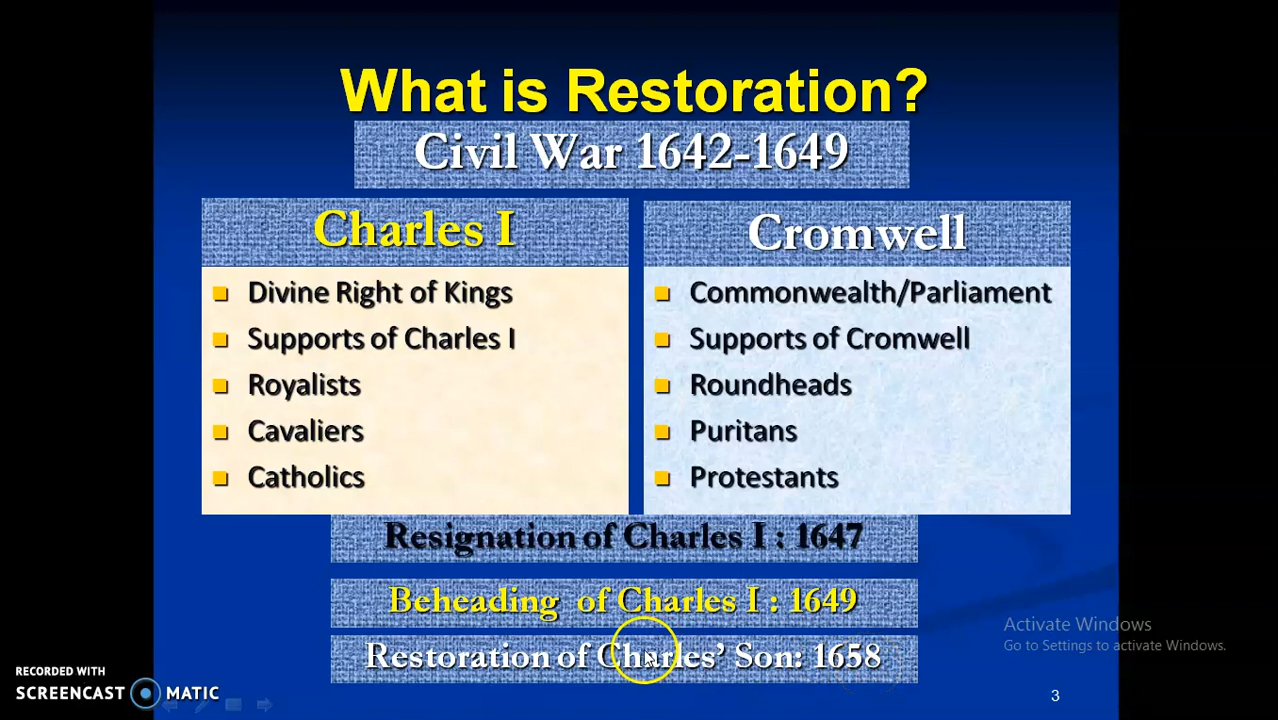 What is Restoration?
Civil War 1642-1649
Charles I
Divine Right of Kings
Supports of Charles I
Royalists
Cavaliers
Catholics
Cromwell
Commonwealth/Parliament
Supports of Cromwell
Roundheads
Puritans
Protestants
Resignation of Charles I : 1647
Beheading of Charles I : 1649
Restoration of Charles' Son: 1658
Activate Windows
Go to Settings to activate Windows.
RECORDED WITH
SCREENCAST MATIC
3